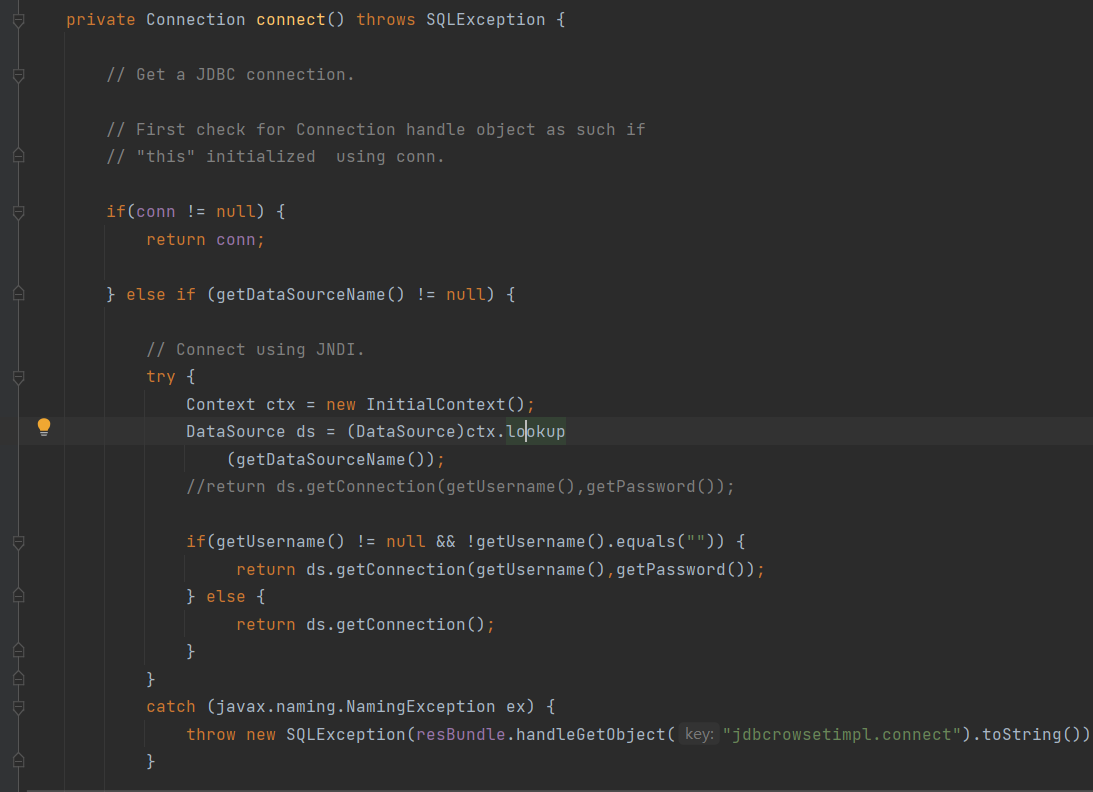 private Connection connect() throws SQLException {
// Get a JDBC connection.
// First check for Connection handle object as such if
// "this" initialized  using conn.
if(conn != null) {
return conn;
} else if (getDataSourceName() != null) {
// Connect using JNDI.
try {
Context ctx = new InitialContext();
DataSource ds = (DataSource)ctx.lookup
(getDataSourceName());
//return ds.getConnection(getUsername(),getPassword());
if(getUsername() != null && !getUsername().equals("")) {
return ds.getConnection(getUsername(),getPassword());
} else {
return ds.getConnection();
}
}
catch (javax.naming.NamingException ex) {
throw new SQLException(resBundle.handleGetObject( key: "jdbcrowsetimpl.connect").toString())
}